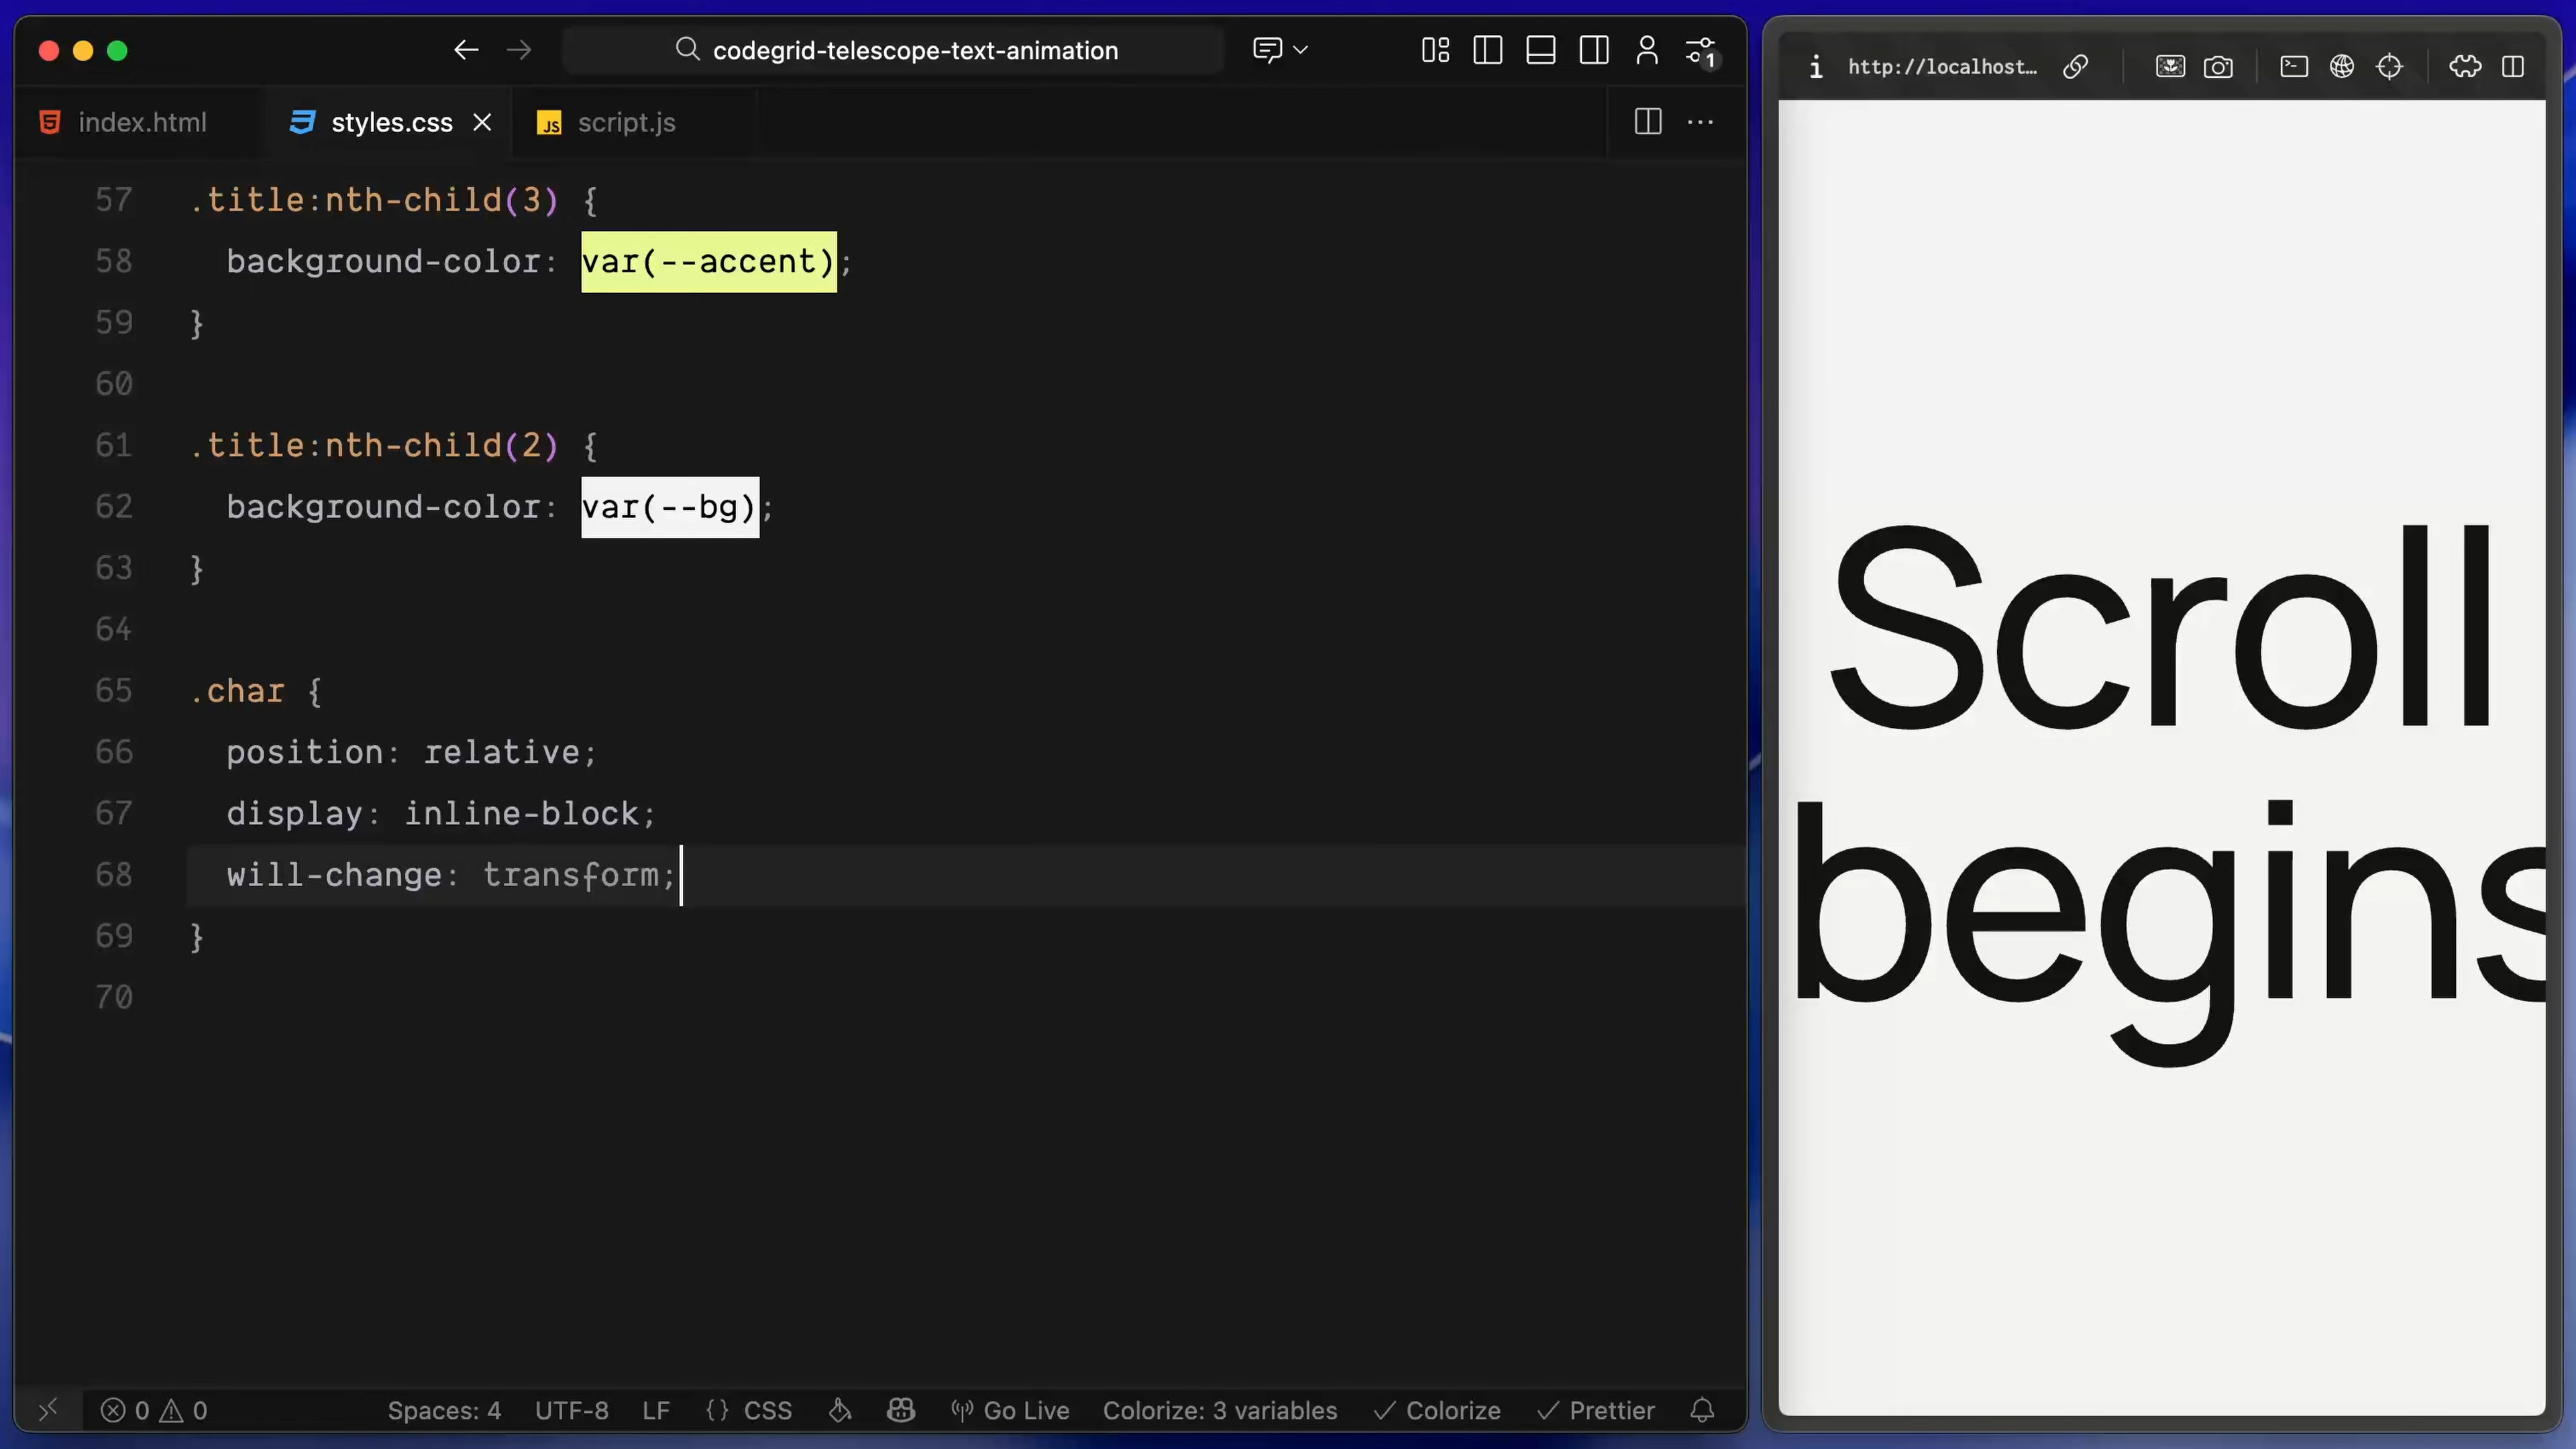 codegrid-telescope-text-animation
1
index.html
styles.css
JS script.js
57 .title:nth-child(3) {
58 background-color: var(--accent);
59 }
60
61 .title:nth-child(2) {
62 background-color: var(--bg);
63 }
64
65 .char {
66 position: relative;
67 display: inline-block;
68 will-change: transform;
69 }
70
0 0 Spaces: 4 UTF-8 LF {} CSS Go Live Colorize: 3 variables Colorize Prettier
http://localhost…
Scroll
begins